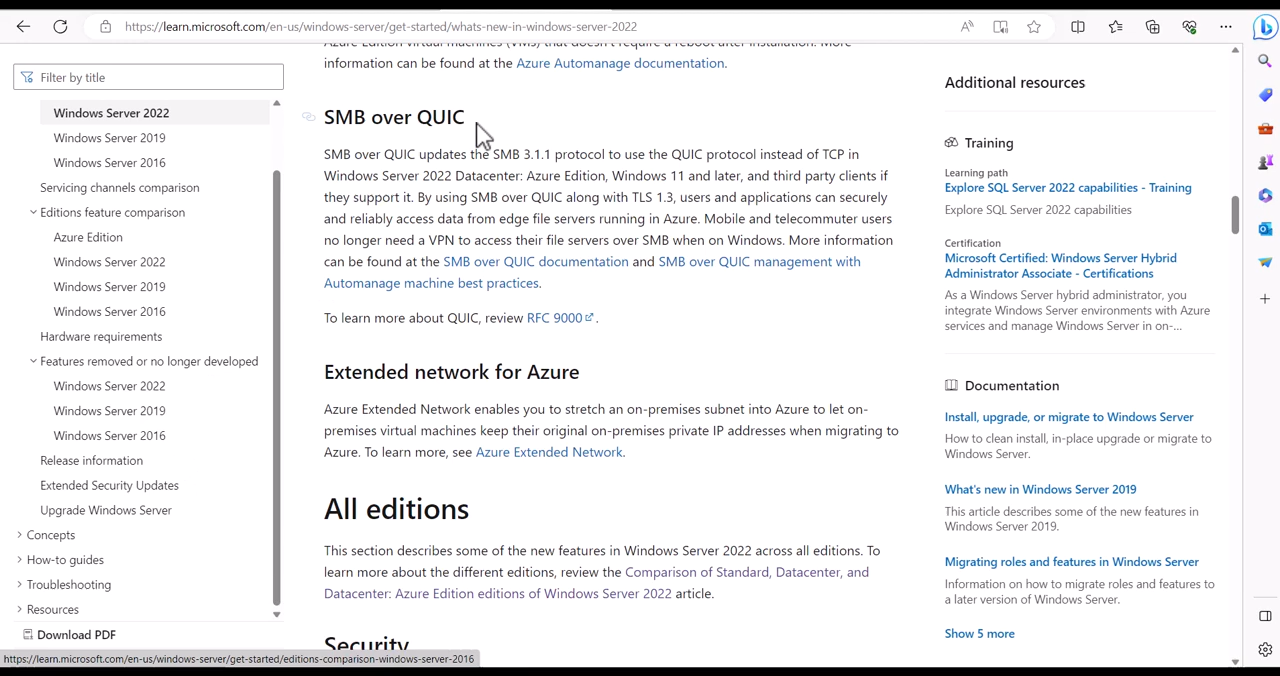 https://learn.microsoft.com/en-us/windows-server/get-started/whats-new-in-windows-server-2022
Filter by title
Windows Server 2022
Windows Server 2019
Windows Server 2016
Servicing channels comparison
Editions feature comparison
Azure Edition
Windows Server 2022
Windows Server 2019
Windows Server 2016
Hardware requirements
Features removed or no longer developed
Windows Server 2022
Windows Server 2019
Windows Server 2016
Release information
Extended Security Updates
Upgrade Windows Server
Concepts
How-to guides
Troubleshooting
Resources
Download PDF
https://learn.microsoft.com/en-us/windows-server/get-started/editions-comparison-windows-server-2016
Azure Edition virtual machines (VMs) that doesn't require a reboot after installation. More
information can be found at the Azure Automanage documentation.
SMB over QUIC
SMB over QUIC updates the SMB 3.1.1 protocol to use the QUIC protocol instead of TCP in
Windows Server 2022 Datacenter: Azure Edition, Windows 11 and later, and third party clients if
they support it. By using SMB over QUIC along with TLS 1.3, users and applications can securely
and reliably access data from edge file servers running in Azure. Mobile and telecommuter users
no longer need a VPN to access their file servers over SMB when on Windows. More information
can be found at the SMB over QUIC documentation and SMB over QUIC management with
Automanage machine best practices.
To learn more about QUIC, review RFC 9000.
Extended network for Azure
Azure Extended Network enables you to stretch an on-premises subnet into Azure to let on-
premises virtual machines keep their original on-premises private IP addresses when migrating to
Azure. To learn more, see Azure Extended Network.
All editions
This section describes some of the new features in Windows Server 2022 across all editions. To
learn more about the different editions, review the Comparison of Standard, Datacenter, and
Datacenter: Azure Edition editions of Windows Server 2022 article.
Security
Additional resources
Training
Learning path
Explore SQL Server 2022 capabilities - Training
Explore SQL Server 2022 capabilities
Certification
Microsoft Certified: Windows Server Hybrid
Administrator Associate - Certifications
As a Windows Server hybrid administrator, you
integrate Windows Server environments with Azure
services and manage Windows Server in on-...
Documentation
Install, upgrade, or migrate to Windows Server
How to clean install, in-place upgrade or migrate to
Windows Server.
What's new in Windows Server 2019
This article describes some of the new features in
Windows Server 2019.
Migrating roles and features in Windows Server
Information on how to migrate roles and features to
a later version of Windows Server.
Show 5 more